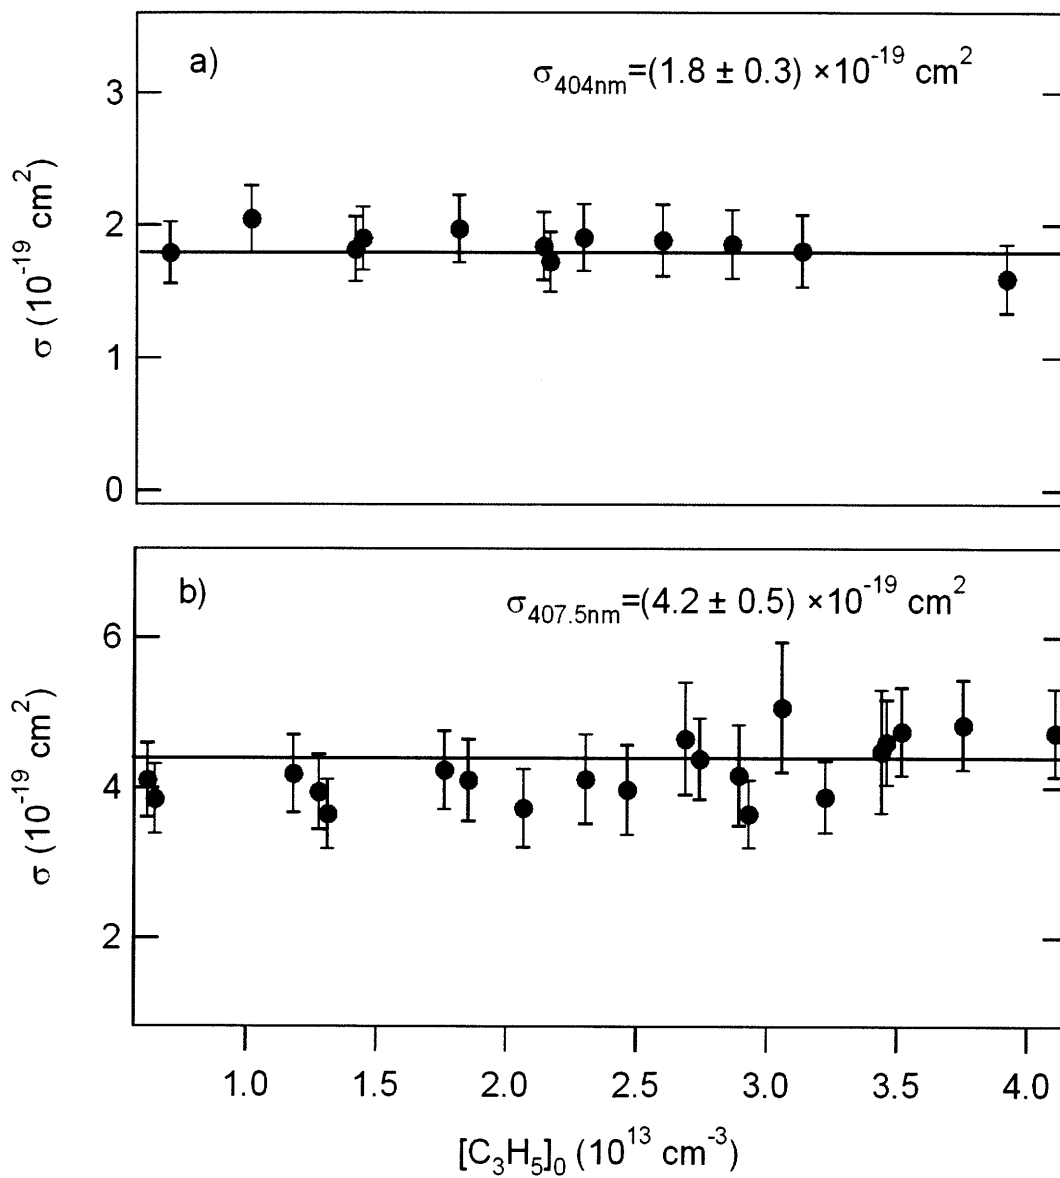 a)
σ404nm=(1.8 ± 0.3) ×10-19 cm2
3
2
1
0
σ (10-19 cm2)
b)
σ407.5nm=(4.2 ± 0.5) ×10-19 cm2
6
4
2
σ (10-19 cm2)
1.0 1.5 2.0 2.5 3.0 3.5 4.0
[C3H5]0 (1013 cm-3)